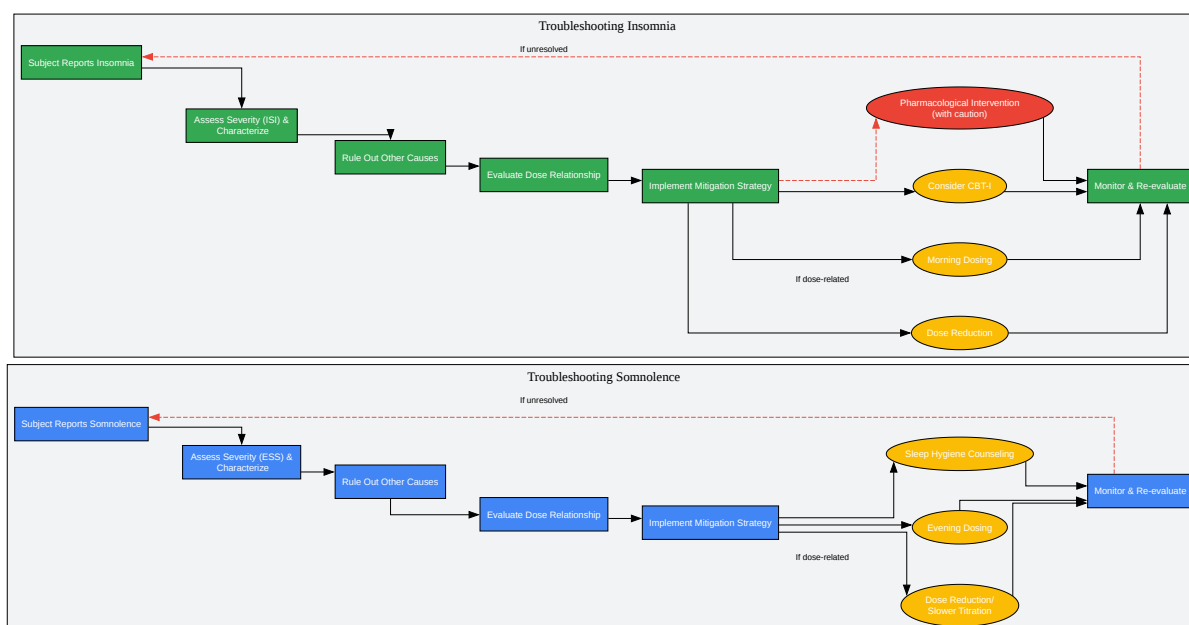 Troubleshooting Insomnia
If unresolved
Subject Reports Insomnia
Assess Severity (ISI) &
Characterize
Rule Out Other Causes
Evaluate Dose Relationship
Implement Mitigation Strategy
Pharmacological Intervention
(with caution)
Consider CBT-I
Morning Dosing
If dose-related
Dose Reduction
Monitor & Re-evaluate
Troubleshooting Somnolence
If unresolved
Subject Reports Somnolence
Assess Severity (ESS) &
Characterize
Rule Out Other Causes
Evaluate Dose Relationship
Implement Mitigation Strategy
Sleep Hygiene Counseling
Evening Dosing
If dose-related
Dose Reduction/
Slower Titration
Monitor & Re-evaluate